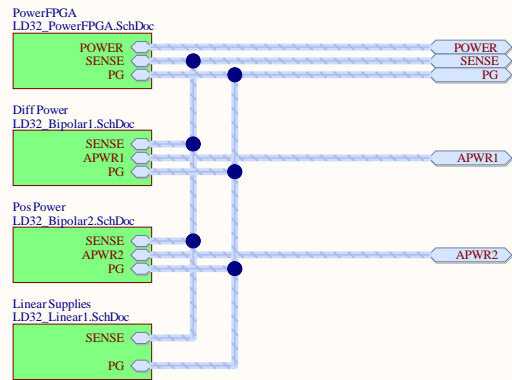 PowerFPGA
LD32_PowerFPGA.SchDoc
POWER
POWER
SENSE
SENSE
PG
PG
Diff Power
LD32_Bipolar1.SchDoc
SENSE
APWR1
APWR1
PG
Pos Power
LD32_Bipolar2.SchDoc
SENSE
APWR2
APWR2
PG
Linear Supplies
LD32_Linear1.SchDoc
SENSE
PG